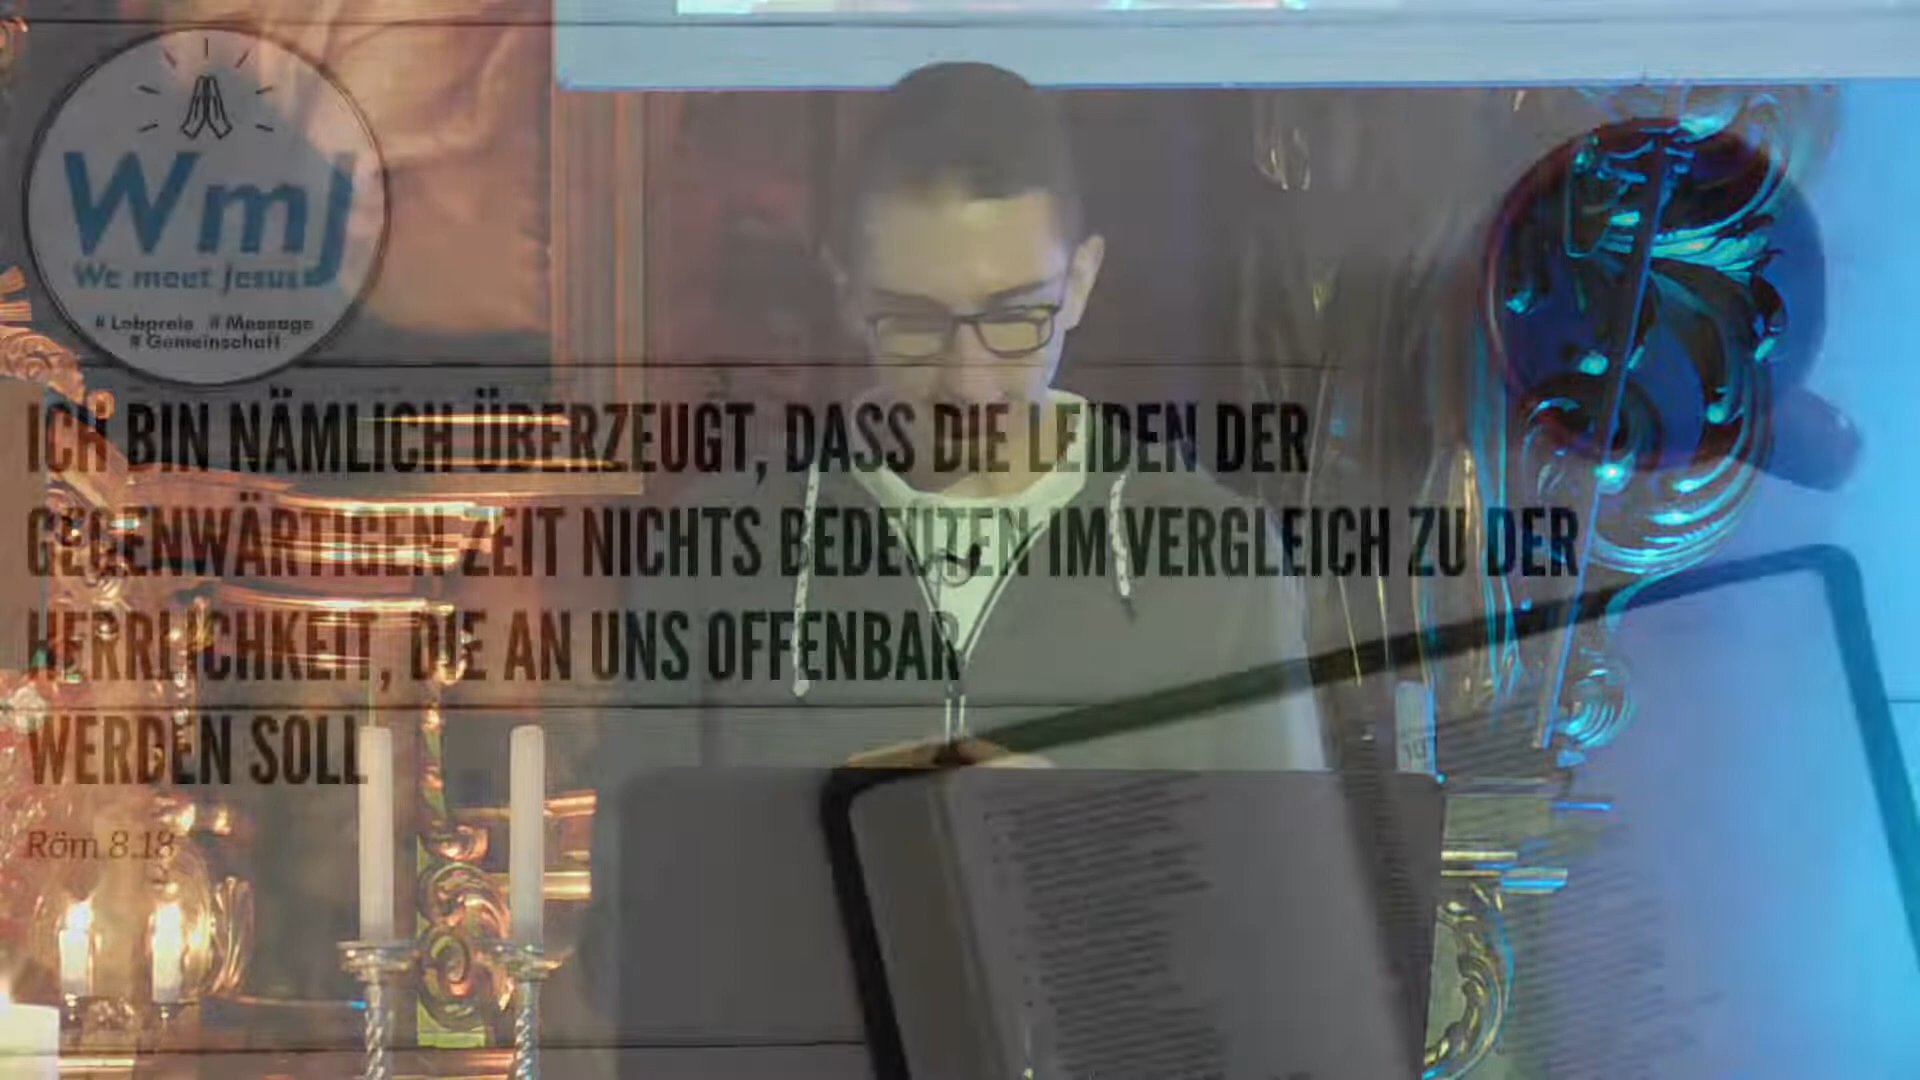 WmJ
We meet Jesus
# Lobpreis # Message
# Gemeinschaft
ICH BIN NÄMLICH ÜBERZEUGT, DASS DIE LEIDEN DER
GEGENWÄRTIGEN ZEIT NICHTS BEDEUTEN IM VERGLEICH ZU DER
HERRLICHKEIT, DIE AN UNS OFFENBAR
WERDEN SOLL
Röm 8.18